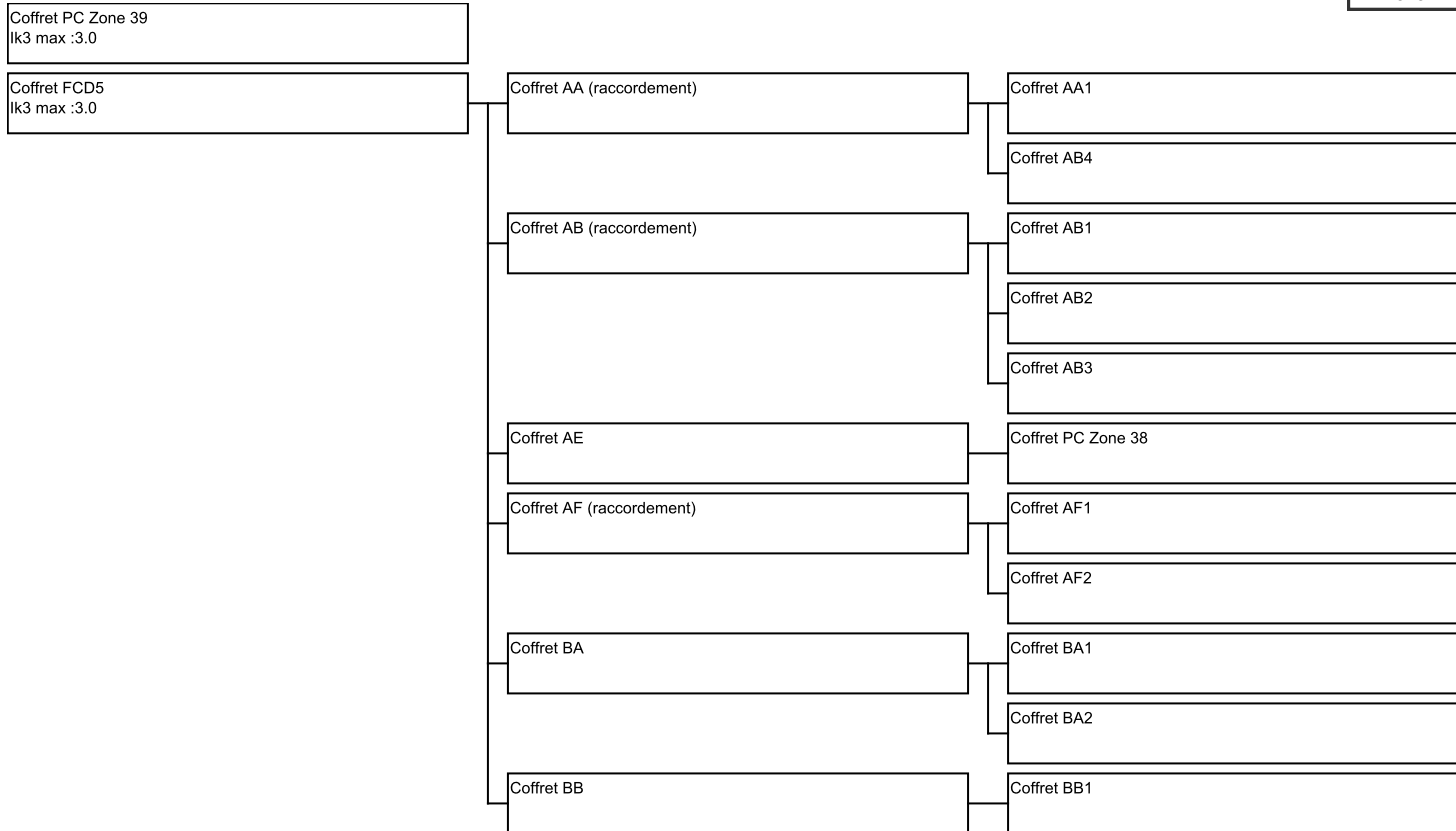 Coffret PC Zone 39
Ik3 max :3.0
Coffret FCD5
Ik3 max :3.0
Coffret AA (raccordement)
Coffret AA1
Coffret AB4
Coffret AB (raccordement)
Coffret AB1
Coffret AB2
Coffret AB3
Coffret AE
Coffret PC Zone 38
Coffret AF (raccordement)
Coffret AF1
Coffret AF2
Coffret BA
Coffret BA1
Coffret BA2
Coffret BB
Coffret BB1